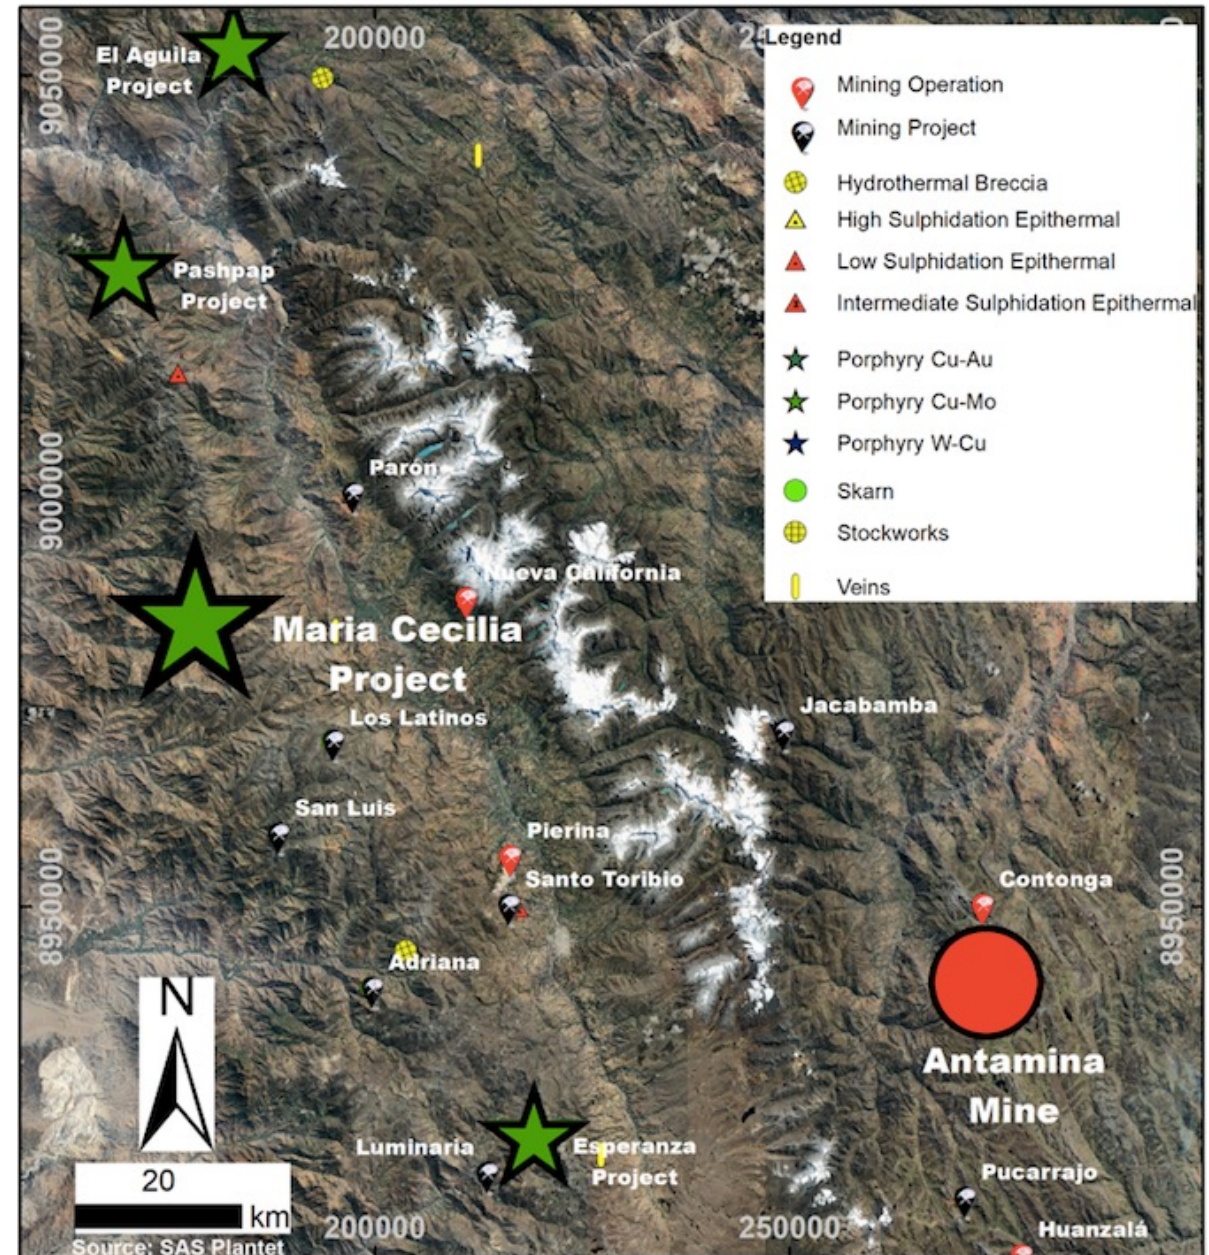 200000
El Aguila
Project
9050000
Legend
Mining Operation
Mining Project
Hydrothermal Breccia
High Sulphidation Epithermal
Low Sulphidation Epithermal
Intermediate Sulphidation Epithermal
Porphyry Cu-Au
Porphyry Cu-Mo
Porphyry W-Cu
Skarn
Stockworks
Veins
Pashpap
Project
Parón
9000000
Nueva California
Maria Cecilia
Project
Los Latinos
Jacabamba
San Luis
Pierina
Santo Toribio
Contonga
8950000
8950000
Adriana
N
Antamina
Mine
Luminaria
Esperanza
Project
Pucarrajo
20
km
200000
250000
Huanzalá
Source: SAS Plantet